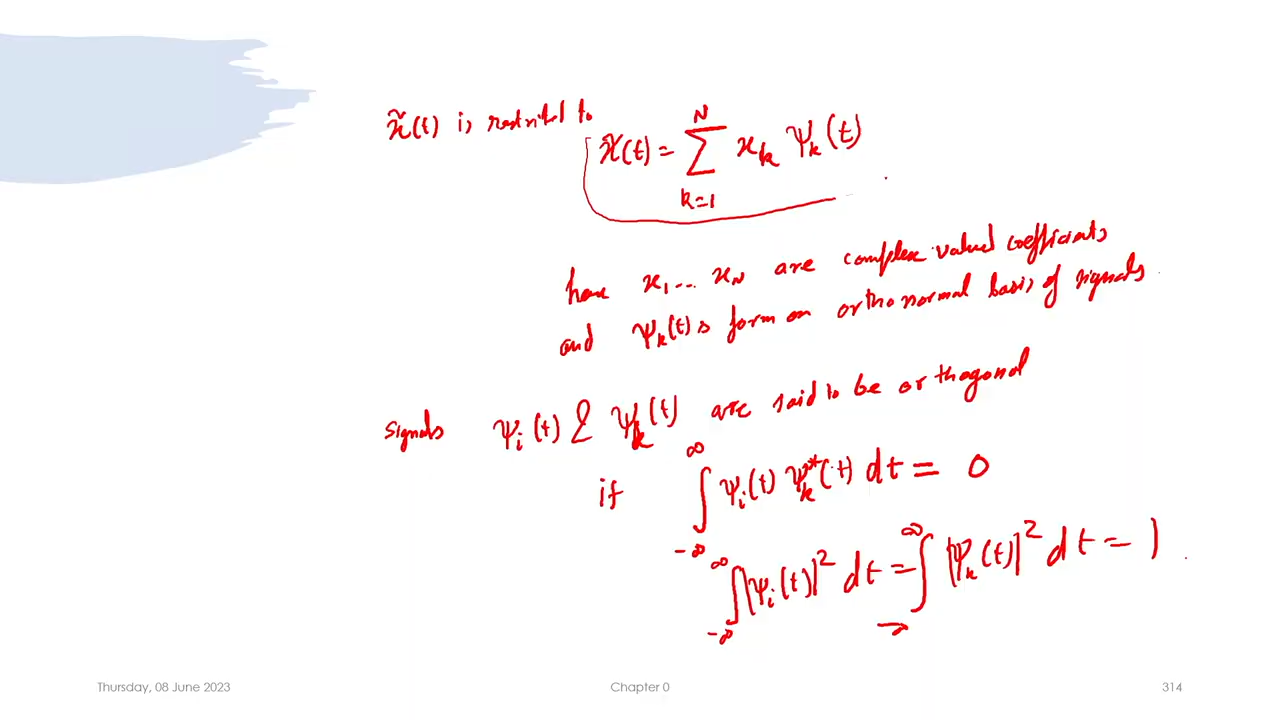 x̃(t) is restricted to
x̃(t) = ∑_{k=1}^{N} x_k ψ_k(t)
here x_1 ... x_N are complex valued coefficients
and ψ_k(t)s form an orthonormal basis of signals
signals ψ_i(t) & ψ_k(t) are said to be orthogonal
if ∫_{-∞}^{∞} ψ_i(t) ψ_k^*(t) dt = 0
∫_{-∞}^{∞} |ψ_i(t)|^2 dt = ∫_{-∞}^{∞} |ψ_k(t)|^2 dt = 1
Thursday, 08 June 2023 Chapter 0 314